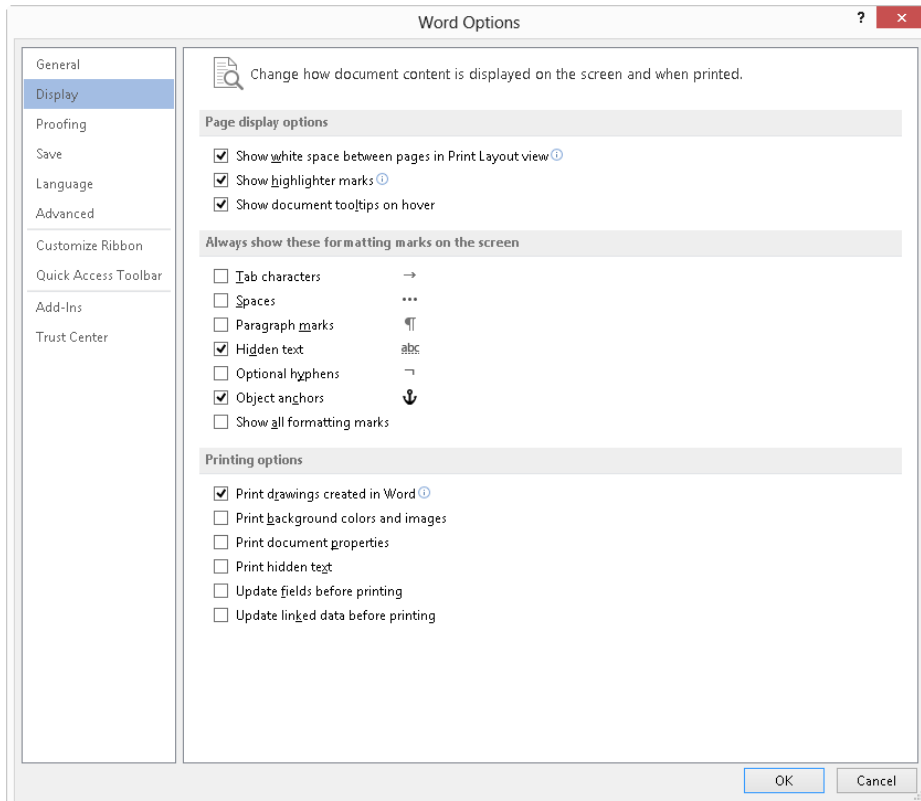 Word Options
?
General
Display
Proofing
Save
Language
Advanced
Customize Ribbon
Quick Access Toolbar
Add-Ins
Trust Center
Change how document content is displayed on the screen and when printed.
Page display options
Show white space between pages in Print Layout view
Show highlighter marks
Show document tooltips on hover
Always show these formatting marks on the screen
Tab characters →
Spaces •••
Paragraph marks ¶
Hidden text abc
Optional hyphens ¬
Object anchors
Show all formatting marks
Printing options
Print drawings created in Word
Print background colors and images
Print document properties
Print hidden text
Update fields before printing
Update linked data before printing
OK Cancel